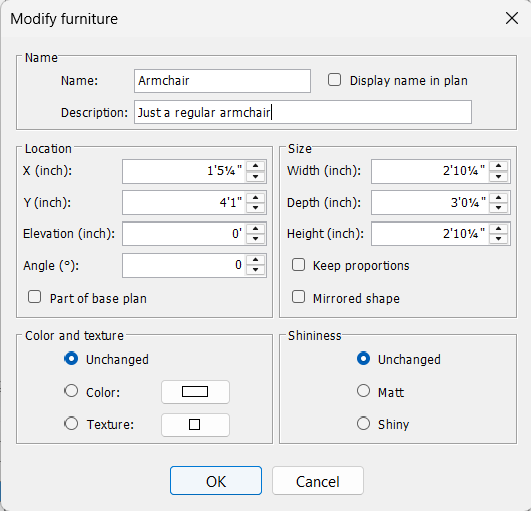 Modify furniture
Name
Name: Armchair Display name in plan
Description: Just a regular armchair
Location
X (inch): 1'5¼"
Y (inch): 4'1"
Elevation (inch): 0'
Angle (°): 0
Part of base plan
Size
Width (inch): 2'10¼"
Depth (inch): 3'0¼"
Height (inch): 2'10¼"
Keep proportions
Mirrored shape
Color and texture
Unchanged
Color:
Texture:
Shininess
Unchanged
Matt
Shiny
OK Cancel